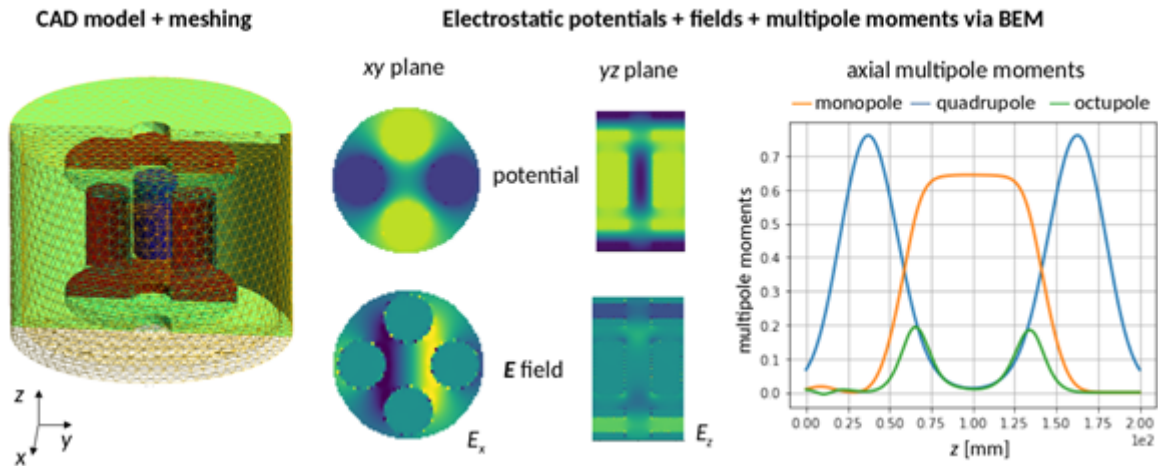 CAD model + meshing
Electrostatic potentials + fields + multipole moments via BEM
xy plane
yz plane
potential
E field
Ex
Ez
z
y
x
axial multipole moments
monopole quadrupole octupole
multipole moments
0.7
0.6
0.5
0.4
0.3
0.2
0.1
0.0
0.00 0.25 0.50 0.75 1.00 1.25 1.50 1.75 2.00
1e2
z [mm]